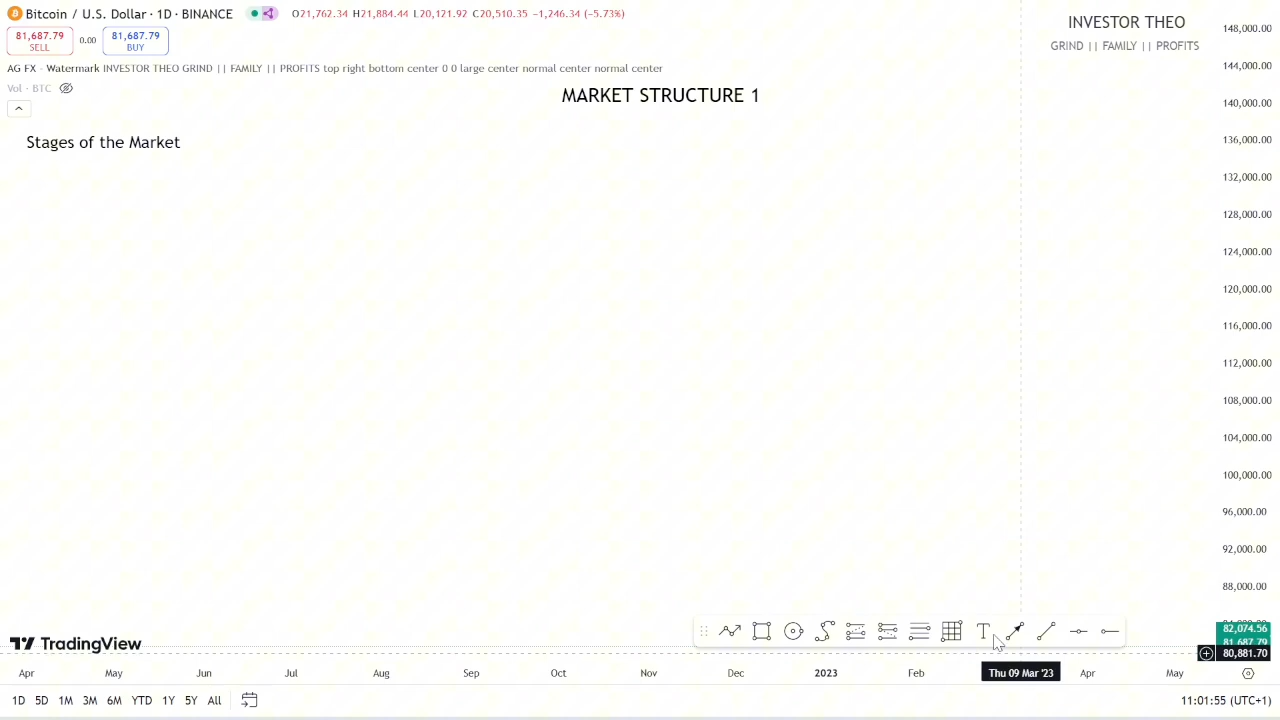 Bitcoin / U.S. Dollar · 1D · BINANCE O21,762.34 H21,884.44 L20,121.92 C20,510.35 −1,246.34 (−5.73%)
INVESTOR THEO
GRIND || FAMILY || PROFITS
81,687.79 SELL 0.00 81,687.79 BUY
AG FX - Watermark INVESTOR THEO GRIND || FAMILY || PROFITS top right bottom center 0 0 large center normal center normal center
Vol · BTC
MARKET STRUCTURE 1
Stages of the Market
148,000.00
144,000.00
140,000.00
136,000.00
132,000.00
128,000.00
124,000.00
120,000.00
116,000.00
112,000.00
108,000.00
104,000.00
100,000.00
96,000.00
92,000.00
88,000.00
82,074.56
81,687.79
80,881.70
TradingView
Apr May Jun Jul Aug Sep Oct Nov Dec 2023 Feb Thu 09 Mar '23 Apr May
1D 5D 1M 3M 6M YTD 1Y 5Y All 11:01:55 (UTC+1)